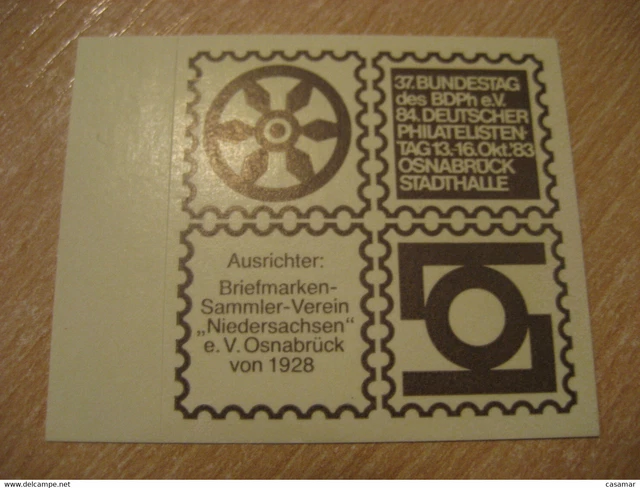 37. BUNDESTAG
des BDPh e.V.
84. DEUTSCHER
PHILATELISTEN-
TAG 13.-16. Okt.'83
OSNABRÜCK
STADTHALLE
Ausrichter:
Briefmarken-
Sammler-Verein
„Niedersachsen“
e. V. Osnabrück
von 1928
delcampe.net
casamar